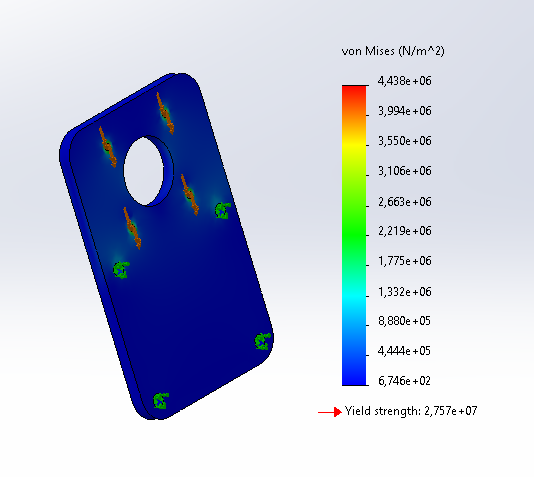 von Mises (N/m^2)
4,438e+06
3,994e+06
3,550e+06
3,106e+06
2,663e+06
2,219e+06
1,775e+06
1,332e+06
8,880e+05
4,444e+05
6,746e+02
Yield strength: 2,757e+07